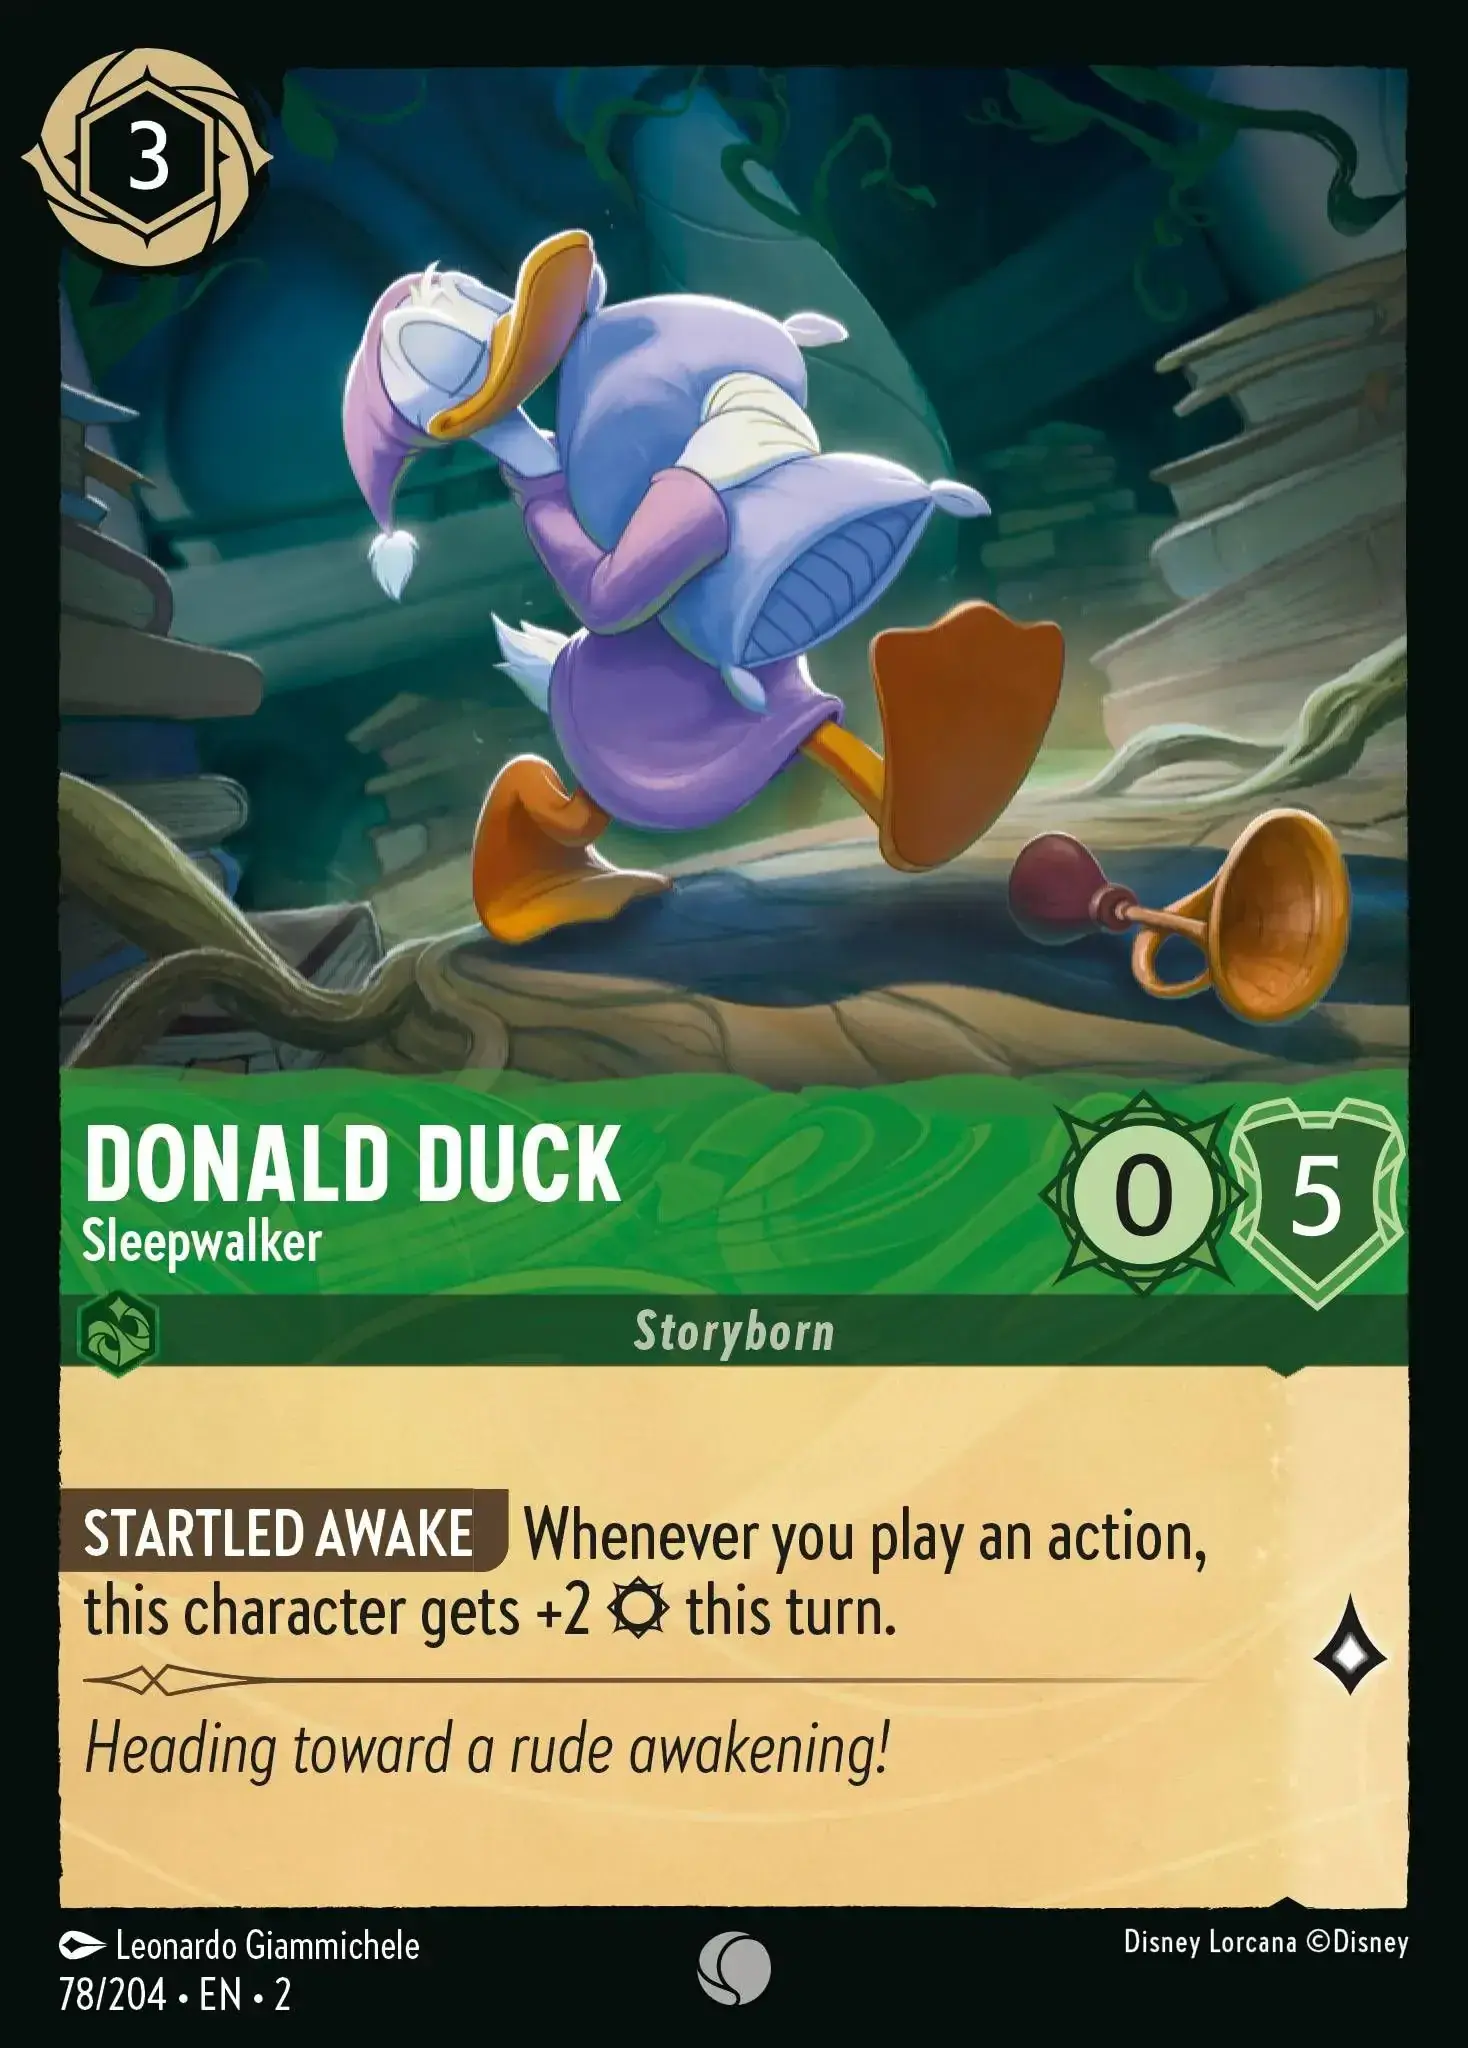 3
DONALD DUCK
Sleepwalker
0
5
Storyborn
STARTLED AWAKE Whenever you play an action,
this character gets +2 this turn.
Heading toward a rude awakening!
Leonardo Giammichele
Disney Lorcana ©Disney
78/204 • EN • 2